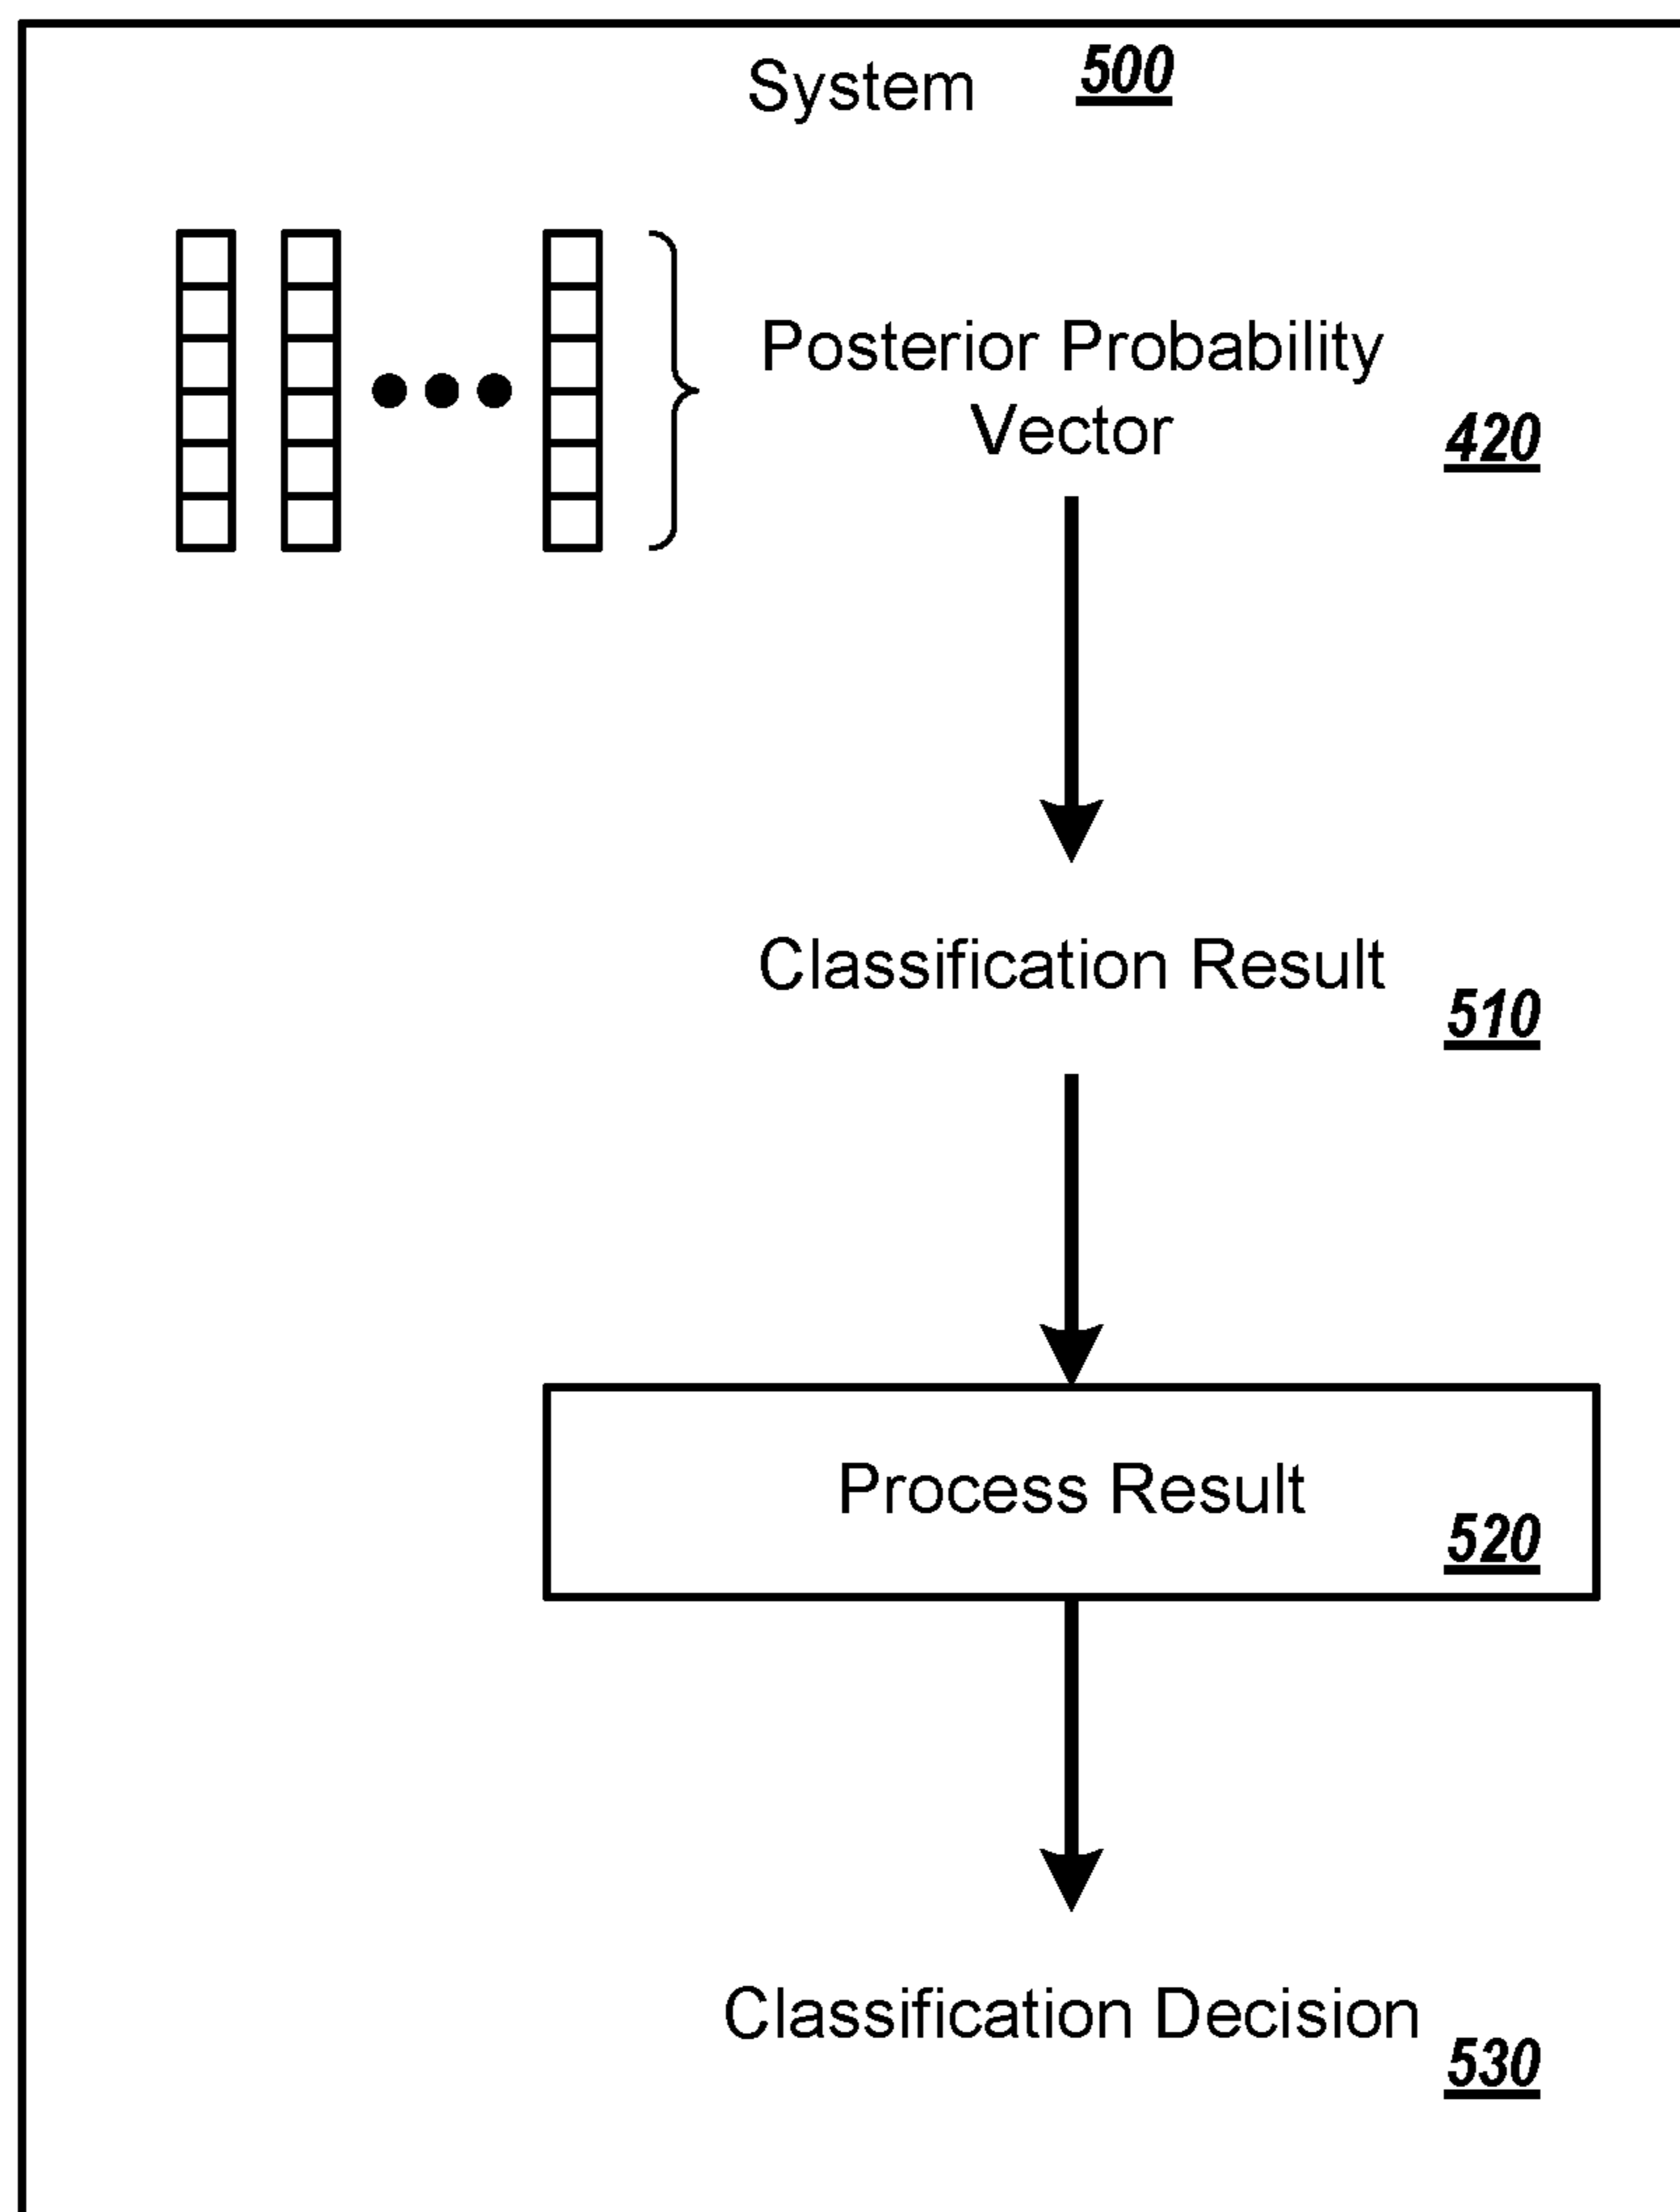 System 500
Posterior Probability
Vector 420
Classification Result
510
Process Result
520
Classification Decision
530